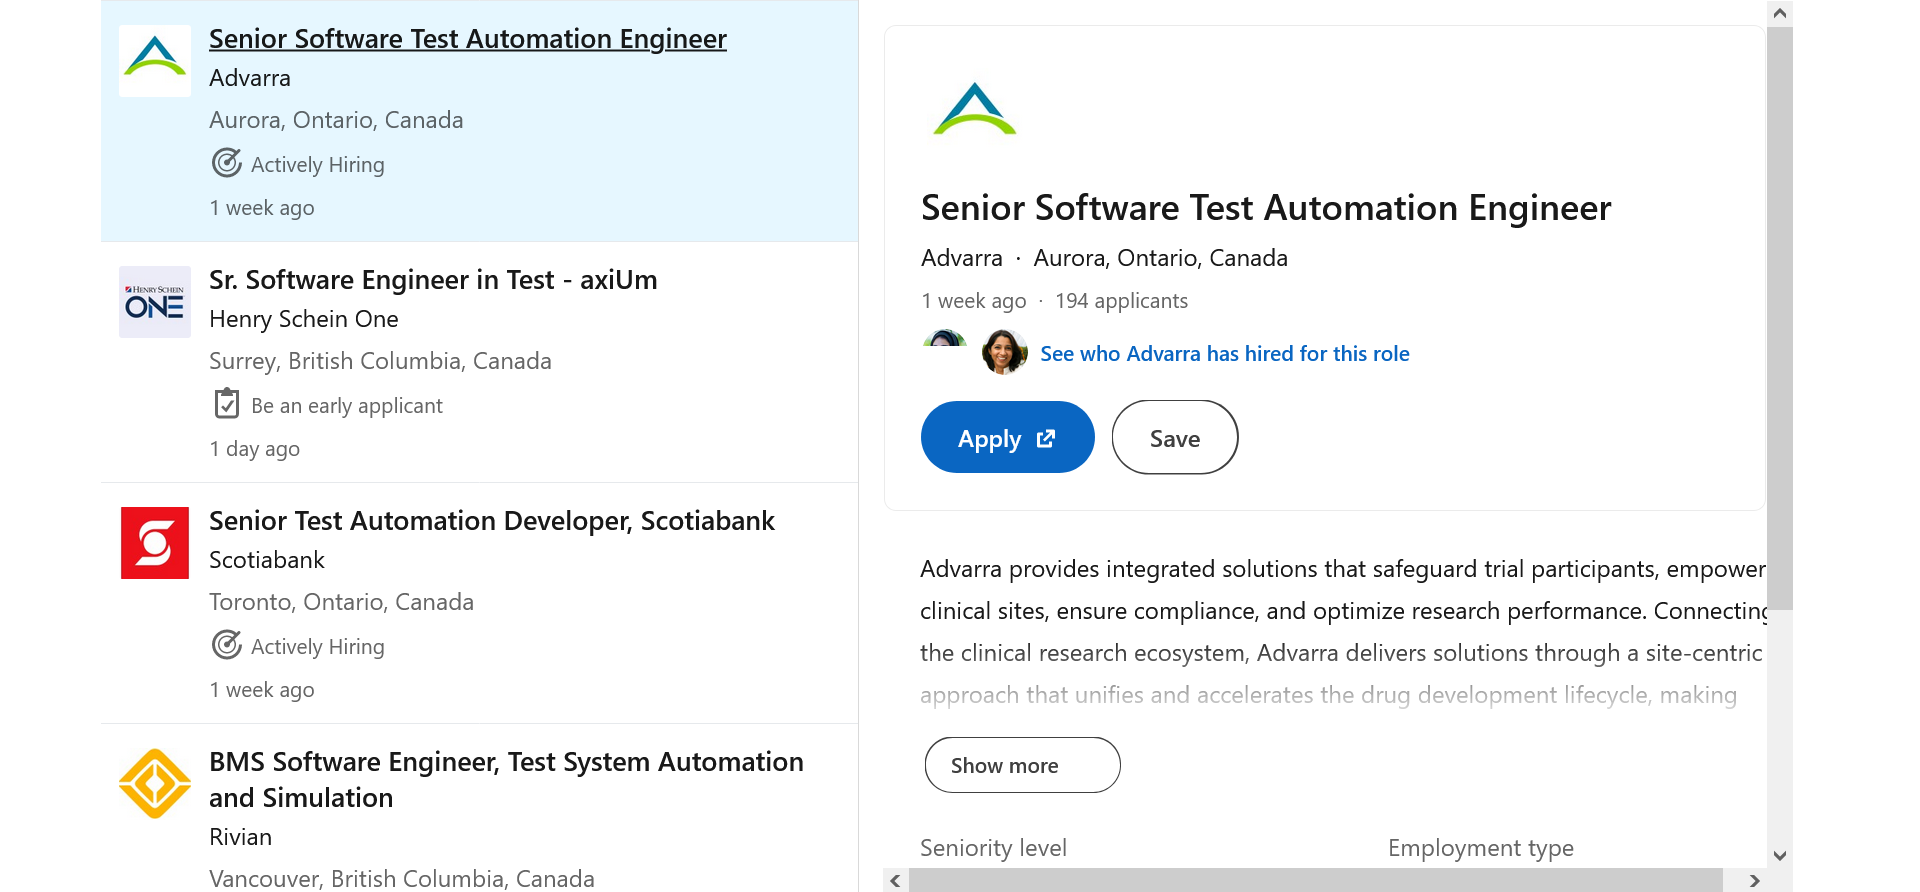 Senior Software Test Automation Engineer
Advarra
Aurora, Ontario, Canada
Actively Hiring
1 week ago
HENRY SCHEIN
ONE
Sr. Software Engineer in Test - axiUm
Henry Schein One
Surrey, British Columbia, Canada
Be an early applicant
1 day ago
Senior Test Automation Developer, Scotiabank
Scotiabank
Toronto, Ontario, Canada
Actively Hiring
1 week ago
BMS Software Engineer, Test System Automation
and Simulation
Rivian
Vancouver, British Columbia, Canada
Senior Software Test Automation Engineer
Advarra · Aurora, Ontario, Canada
1 week ago · 194 applicants
See who Advarra has hired for this role
Apply
Save
Advarra provides integrated solutions that safeguard trial participants, empower
clinical sites, ensure compliance, and optimize research performance. Connecting
the clinical research ecosystem, Advarra delivers solutions through a site-centric
approach that unifies and accelerates the drug development lifecycle, making
Show more
Seniority level
Employment type